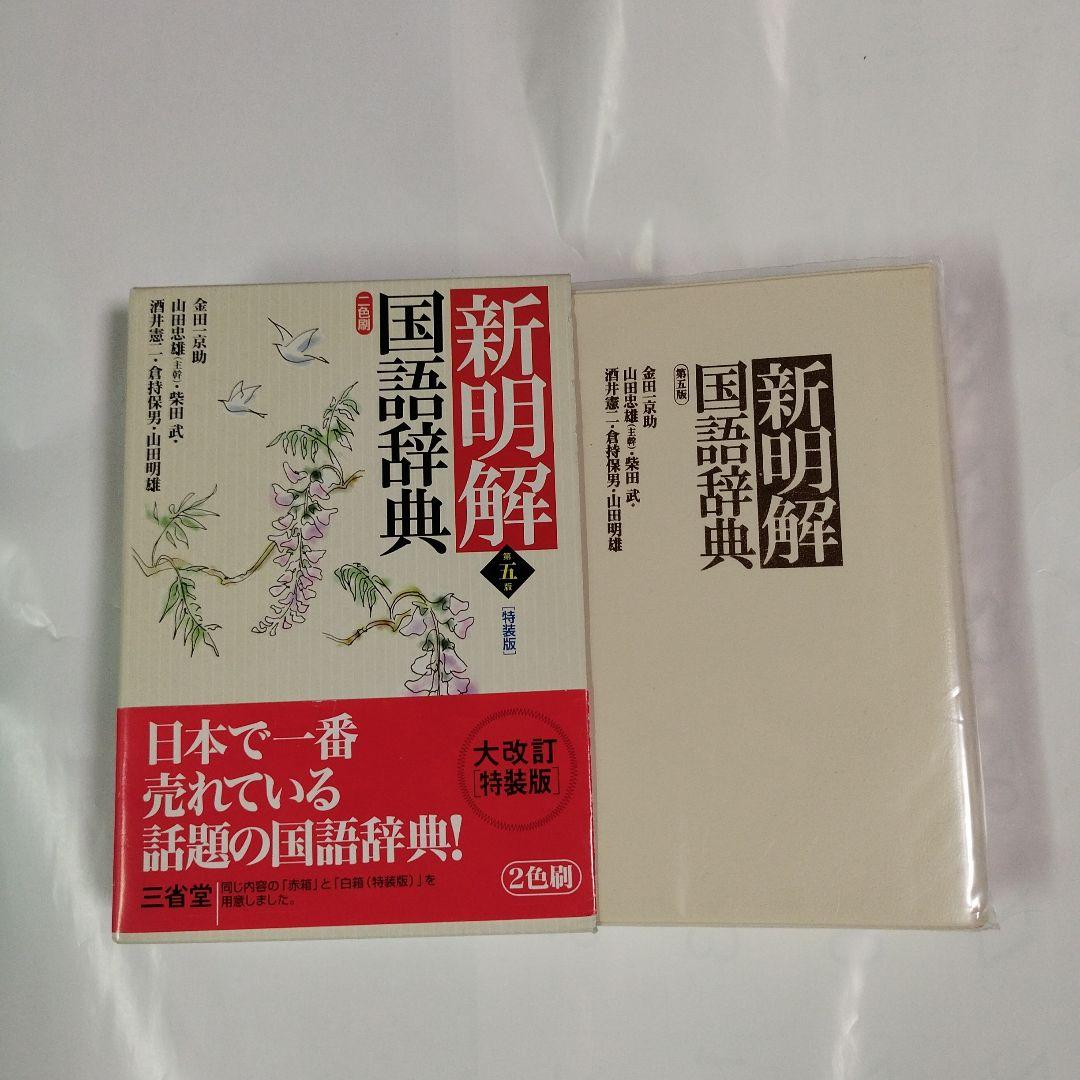 新明解
国語辞典
二色刷
第五版
[特装版]
金田一京助
山田忠雄(主幹)・柴田 武・
酒井憲二・倉持保男・山田明雄
日本で一番
売れている
話題の国語辞典!
大改訂
[特装版]
2色刷
三省堂
同じ内容の「赤箱」と「白箱(特装版)」を
用意しました。
新明解
国語辞典
第五版
金田一京助
山田忠雄(主幹)・柴田 武・
酒井憲二・倉持保男・山田明雄